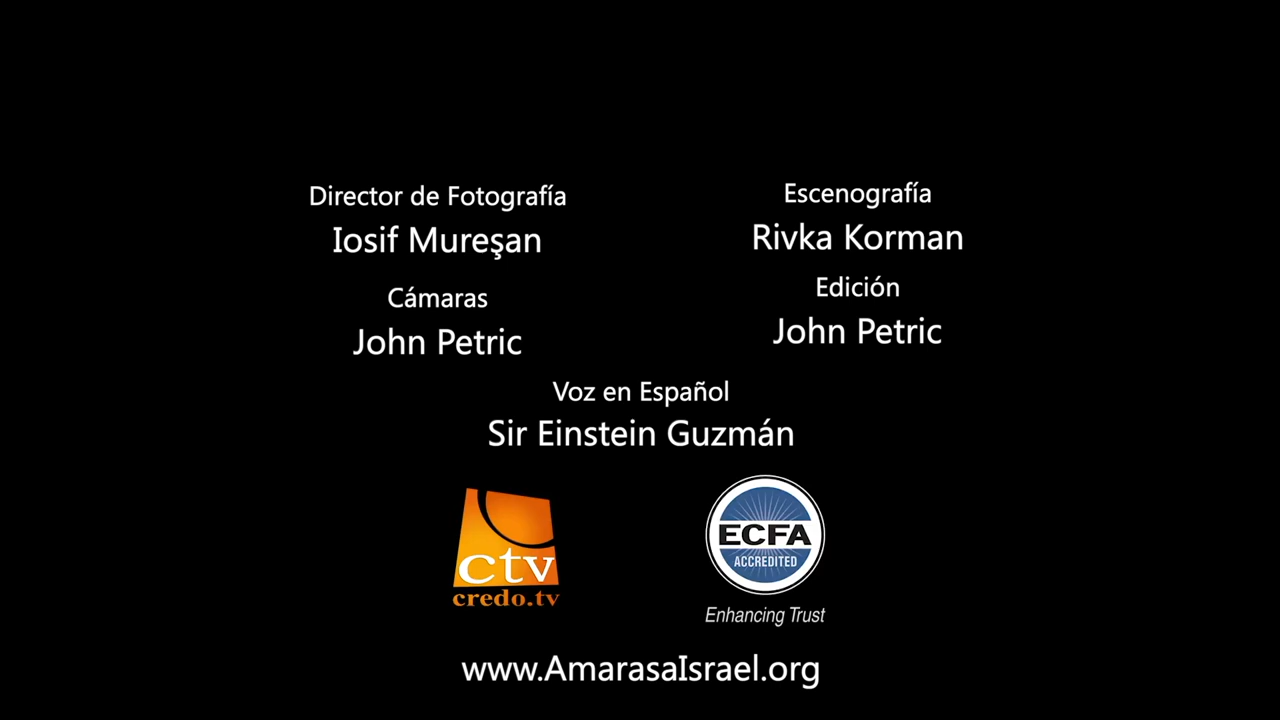 Director de Fotografía
Iosif Mureşan
Escenografía
Rivka Korman
Cámaras
John Petric
Edición
John Petric
Voz en Español
Sir Einstein Guzmán
ctv
credo.tv
ECFA
ACCREDITED
Enhancing Trust
www.AmarasaIsrael.org